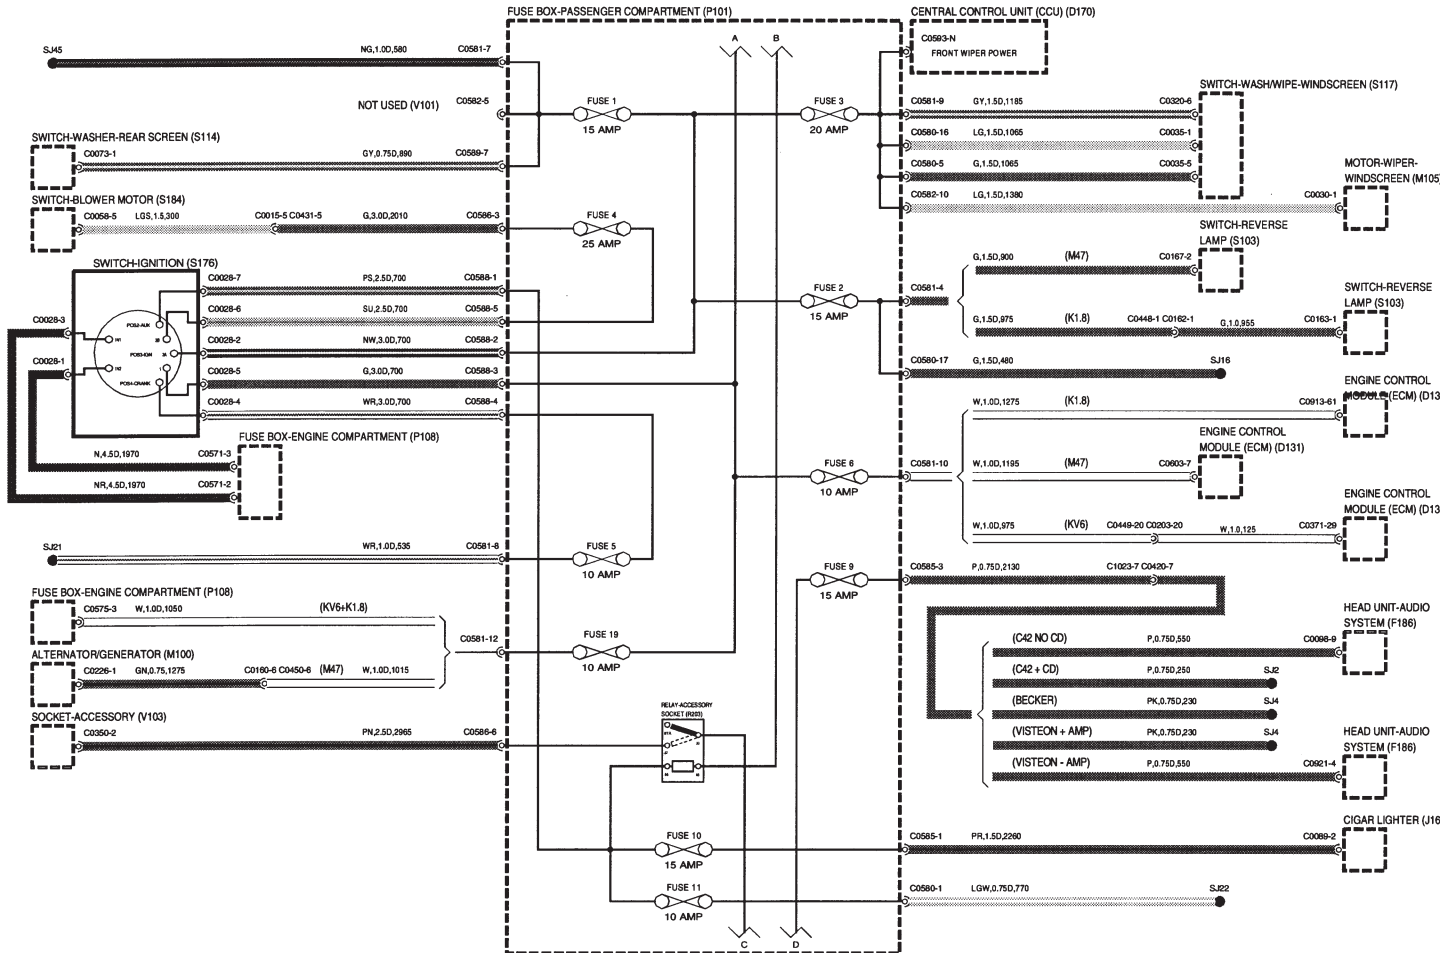 FUSE BOX-PASSENGER COMPARTMENT (P101)
CENTRAL CONTROL UNIT (CCU) (D170)
C0593-N
FRONT WIPER POWER
A
B
SJ45
NG,1.0D,580
C0581-7
NOT USED (V101)
C0582-5
FUSE 1
15 AMP
FUSE 3
20 AMP
SWITCH-WASH/WIPE-WINDSCREEN (S117)
C0581-9
GY,1.5D,1185
C0320-6
C0580-16
LG,1.5D,1065
C0035-1
C0580-5
G,1.5D,1065
C0035-5
C0582-10
LG,1.5D,1380
C0030-1
MOTOR-WIPER-
WINDSCREEN (M105)
SWITCH-WASHER-REAR SCREEN (S114)
C0073-1
GY,0.75D,890
C0589-7
SWITCH-BLOWER MOTOR (S184)
C0058-5
LGS,1.5,300
C0015-5 C0431-5
G,3.0D,2010
C0586-3
FUSE 4
25 AMP
SWITCH-REVERSE
LAMP (S103)
G,1.5D,900
(M47)
C0167-2
SWITCH-IGNITION (S176)
C0028-7
PS,2.5D,700
C0588-1
C0028-6
SU,2.5D,700
C0588-5
C0028-2
NW,3.0D,700
C0588-2
C0028-5
G,3.0D,700
C0588-3
C0028-4
WR,3.0D,700
C0588-4
C0028-3
C0028-1
POS2-AUX
IN1
2B
POS3-IGN
2A
IN2
1
POS4-CRANK
FUSE 2
15 AMP
C0581-4
SWITCH-REVERSE
LAMP (S103)
G,1.5D,975
(K1.8)
C0448-1 C0162-1
G,1.0,955
C0163-1
C0580-17
G,1.5D,480
SJ16
ENGINE CONTROL
MODULE (ECM) (D13
W,1.0D,1275
(K1.8)
C0913-61
FUSE BOX-ENGINE COMPARTMENT (P108)
N,4.5D,1970
C0571-3
NR,4.5D,1970
C0571-2
FUSE 6
10 AMP
C0581-10
ENGINE CONTROL
MODULE (ECM) (D131)
W,1.0D,1195
(M47)
C0603-7
ENGINE CONTROL
MODULE (ECM) (D13
W,1.0D,975
(KV6)
C0449-20 C0203-20
W,1.0,125
C0371-29
SJ21
WR,1.0D,535
C0581-8
FUSE 5
10 AMP
FUSE 9
15 AMP
C0585-3
P,0.75D,2130
C1023-7 C0420-7
FUSE BOX-ENGINE COMPARTMENT (P108)
C0575-3
W,1.0D,1050
(KV6+K1.8)
C0581-12
FUSE 19
10 AMP
ALTERNATOR/GENERATOR (M100)
C0226-1
GN,0.75,1275
C0160-6 C0450-6
(M47)
W,1.0D,1015
HEAD UNIT-AUDIO
SYSTEM (F186)
(C42 NO CD)
P,0.75D,550
C0098-9
(C42 + CD)
P,0.75D,250
SJ2
(BECKER)
PK,0.75D,230
SJ4
(VISTEON + AMP)
PK,0.75D,230
SJ4
(VISTEON - AMP)
P,0.75D,550
C0921-4
HEAD UNIT-AUDIO
SYSTEM (F186)
SOCKET-ACCESSORY (V103)
C0350-2
PN,2.5D,2965
C0586-6
RELAY-ACCESSORY
SOCKET (R203)
FUSE 10
15 AMP
C0585-1
PR,1.5D,2260
C0089-2
CIGAR LIGHTER (J16
FUSE 11
10 AMP
C0580-1
LGW,0.75D,770
SJ22
C
D